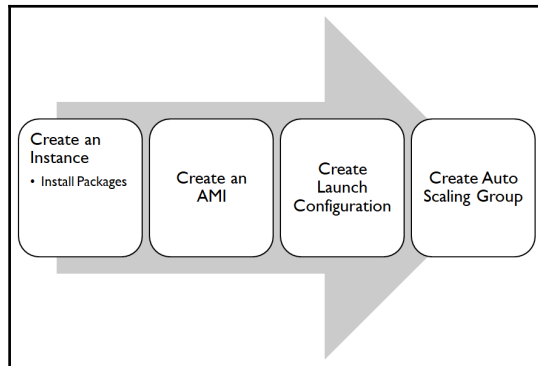 Create an
Instance
• Install Packages
Create an
AMI
Create
Launch
Configuration
Create Auto
Scaling Group